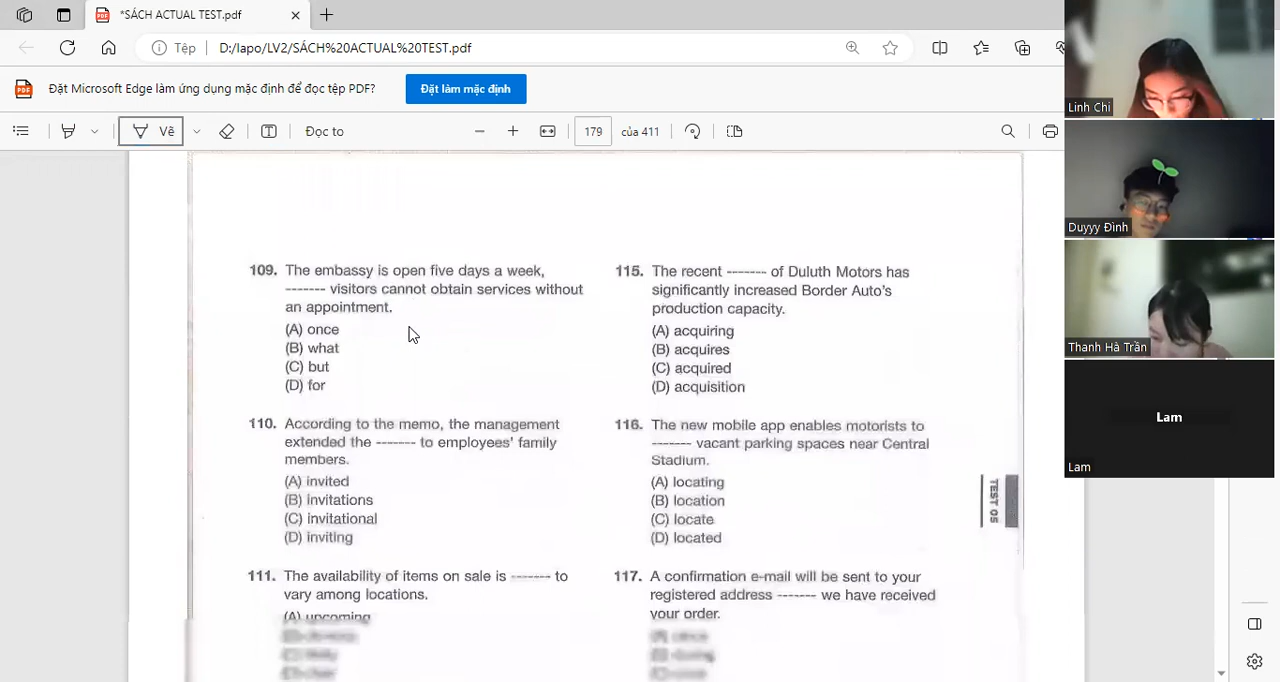 *SÁCH ACTUAL TEST.pdf
Tệp
D:/lapo/LV2/SÁCH%20ACTUAL%20TEST.pdf
Đặt Microsoft Edge làm ứng dụng mặc định để đọc tệp PDF?
Đặt làm mặc định
Vẽ
Đọc to
179
của 411
109. The embassy is open five days a week,
------- visitors cannot obtain services without
an appointment.
(A) once
(B) what
(C) but
(D) for
110. According to the memo, the management
extended the ------- to employees' family
members.
(A) invited
(B) invitations
(C) invitational
(D) inviting
111. The availability of items on sale is ------- to
vary among locations.
(A) upcoming
115. The recent ------- of Duluth Motors has
significantly increased Border Auto's
production capacity.
(A) acquiring
(B) acquires
(C) acquired
(D) acquisition
116. The new mobile app enables motorists to
------- vacant parking spaces near Central
Stadium.
(A) locating
(B) location
(C) locate
(D) located
117. A confirmation e-mail will be sent to your
registered address ------- we have received
your order.
TEST 05
Linh Chi
Duyyy Đình
Thanh Hà Trần
Lam
Lam